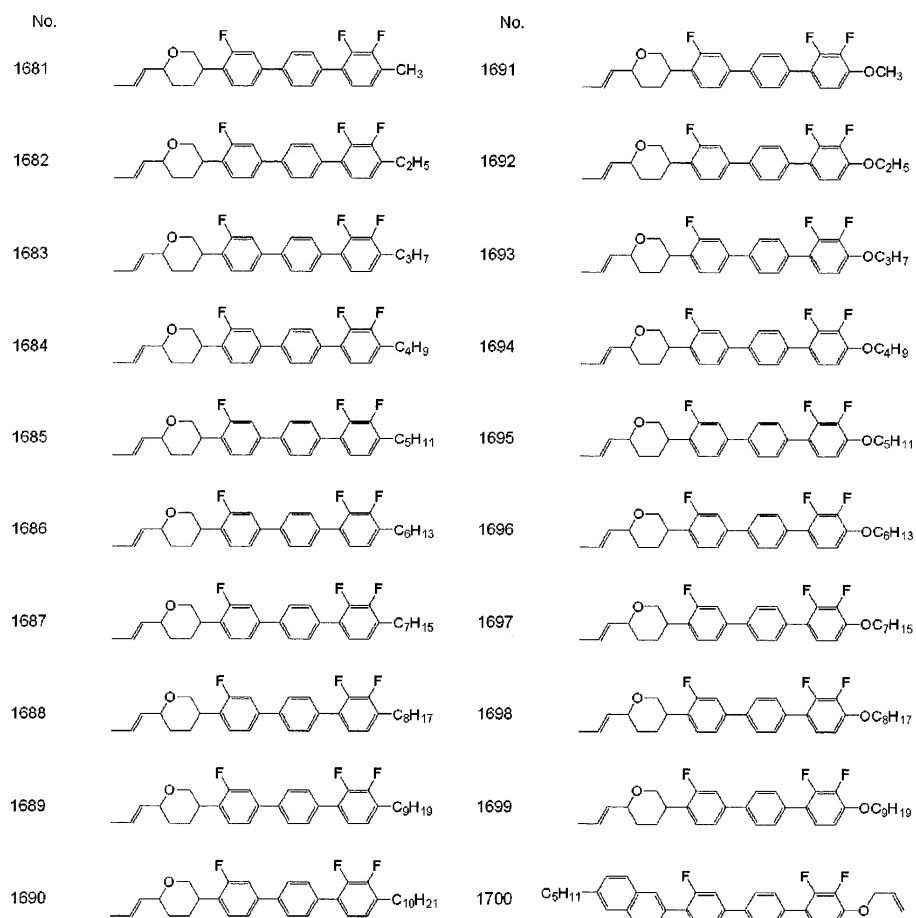 No. No.
F F F F F F
O O
1681 CH₃ 1691 OCH₃
F F F F F F
O O
1682 C₂H₅ 1692 OC₂H₅
F F F F F F
O O
1683 C₃H₇ 1693 OC₃H₇
F F F F F F
O O
1684 C₄H₉ 1694 OC₄H₉
F F F F F F
O O
1685 C₅H₁₁ 1695 OC₅H₁₁
F F F F F F
O O
1686 C₆H₁₃ 1696 OC₆H₁₃
F F F F F F
O O
1687 C₇H₁₅ 1697 OC₇H₁₅
F F F F F F
O O
1688 C₈H₁₇ 1698 OC₈H₁₇
F F F F F F
O O
1689 C₉H₁₉ 1699 OC₉H₁₉
F F F F F F
O
1690 C₁₀H₂₁ 1700 C₅H₁₁ O